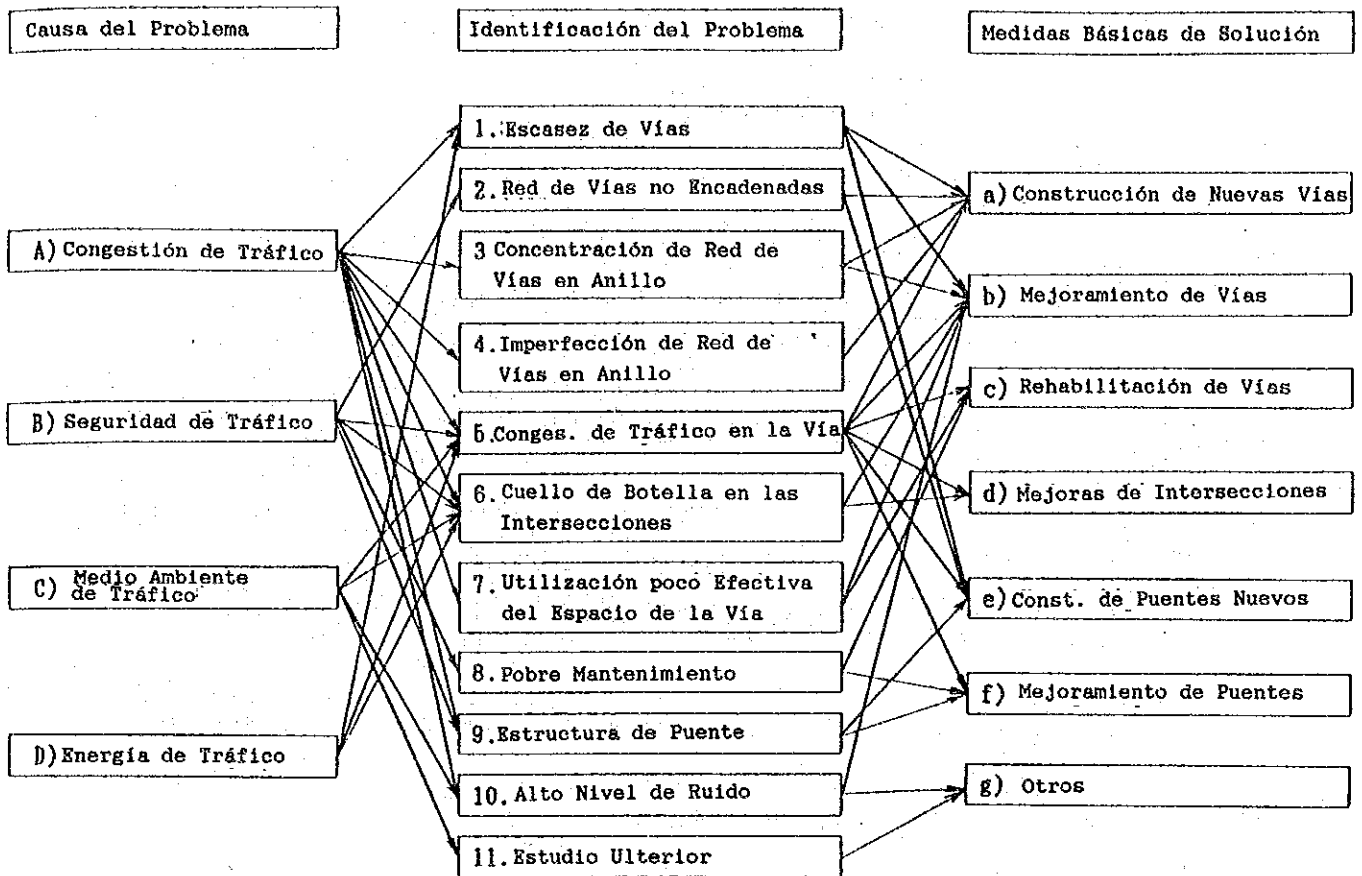 Causa del Problema
Identificación del Problema
Medidas Básicas de Solución
A) Congestión de Tráfico
B) Seguridad de Tráfico
C) Medio Ambiente
de Tráfico
D) Energía de Tráfico
1. Escasez de Vías
2. Red de Vías no Encadenadas
3 Concentración de Red de
Vías en Anillo
4. Imperfección de Red de
Vías en Anillo
5. Conges. de Tráfico en la Vía
6. Cuello de Botella en las
Intersecciones
7. Utilización poco Efectiva
del Espacio de la Vía
8. Pobre Mantenimiento
9. Estructura de Puente
10. Alto Nivel de Ruido
11. Estudio Ulterior
a) Construcción de Nuevas Vías
b) Mejoramiento de Vías
c) Rehabilitación de Vías
d) Mejoras de Intersecciones
e) Const. de Puentes Nuevos
f) Mejoramiento de Puentes
g) Otros